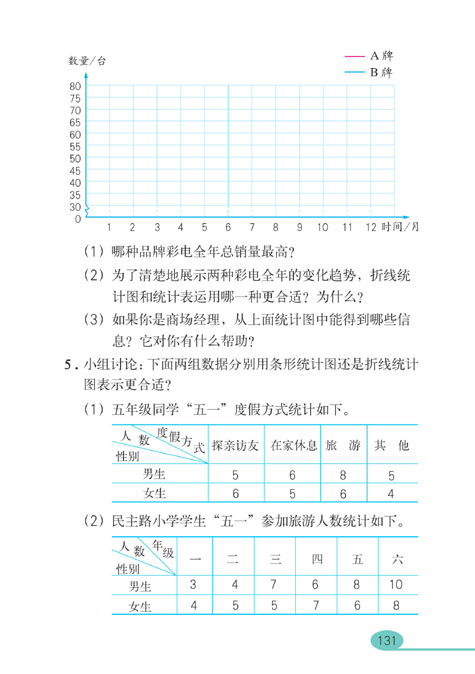 数量/台
A 牌
B 牌
80
75
70
65
60
55
50
45
40
35
30
0
1 2 3 4 5 6 7 8 9 10 11 12 时间/月
（1）哪种品牌彩电全年总销量最高？
（2）为了清楚地展示两种彩电全年的变化趋势，折线统
计图和统计表运用哪一种更合适？为什么？
（3）如果你是商场经理，从上面统计图中能得到哪些信
息？它对你有什么帮助？
5．小组讨论：下面两组数据分别用条形统计图还是折线统计
图表示更合适？
（1）五年级同学“五一”度假方式统计如下。
人数 度假方式 性别 探亲访友 在家休息 旅 游 其 他
男生 5 6 8 5
女生 6 5 6 4
（2）民主路小学学生“五一”参加旅游人数统计如下。
人数 年级 性别 一 二 三 四 五 六
男生 3 4 7 6 8 10
女生 4 5 5 7 6 8
131